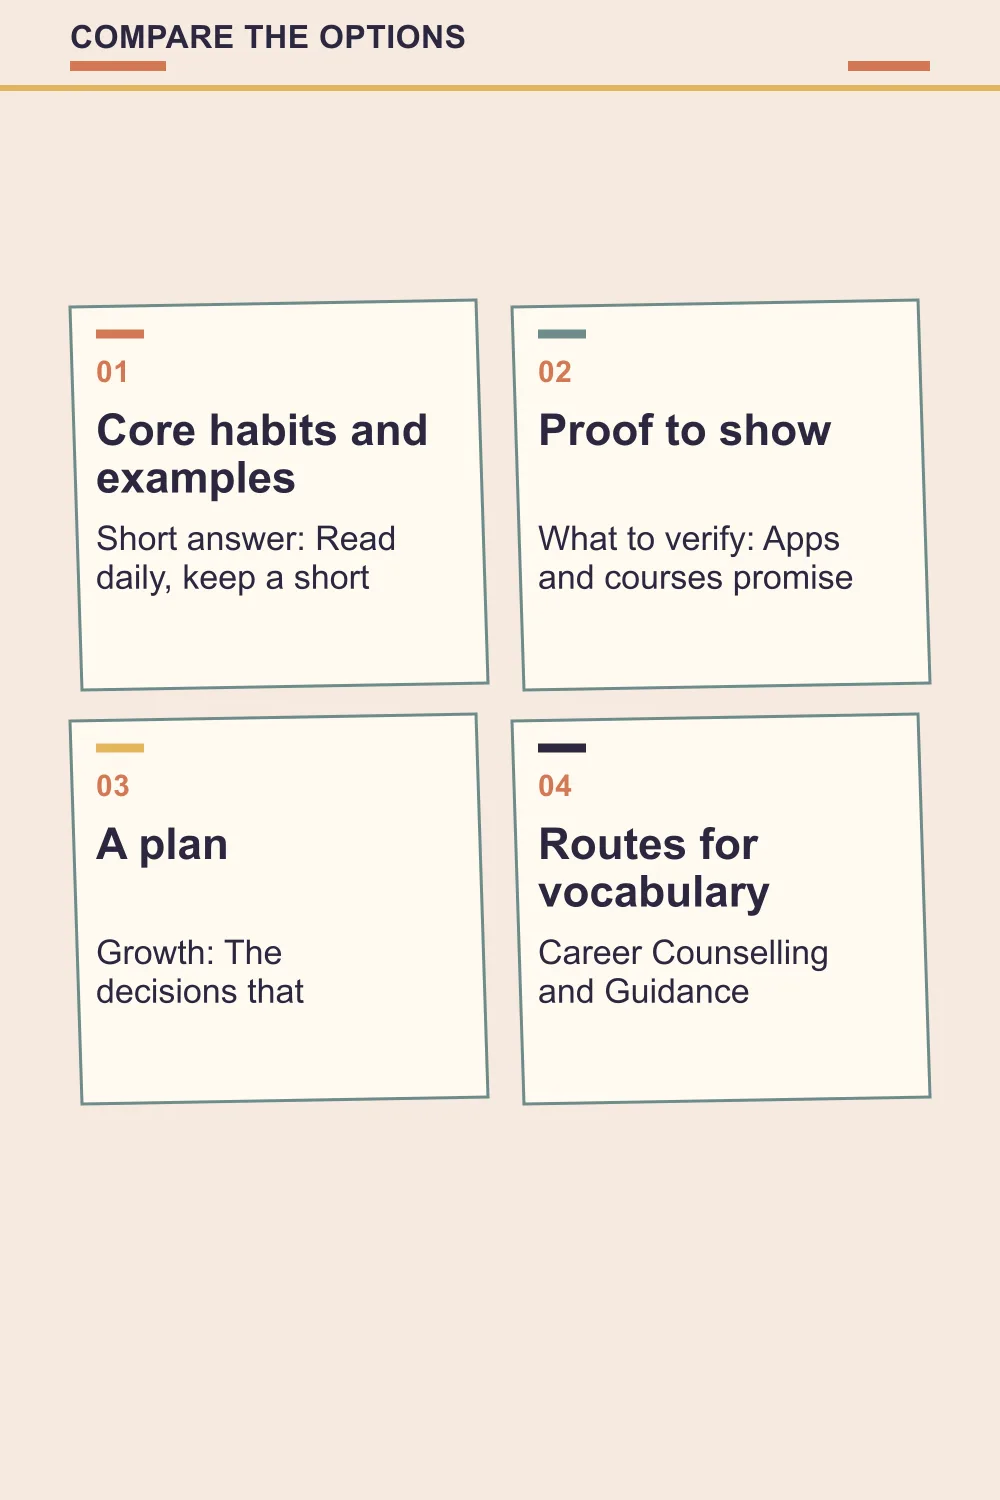 COMPARE THE OPTIONS
01
Core habits and
examples
Short answer: Read
daily, keep a short
02
Proof to show
What to verify: Apps
and courses promise
03
A plan
Growth: The
decisions that
04
Routes for
vocabulary
Career Counselling
and Guidance